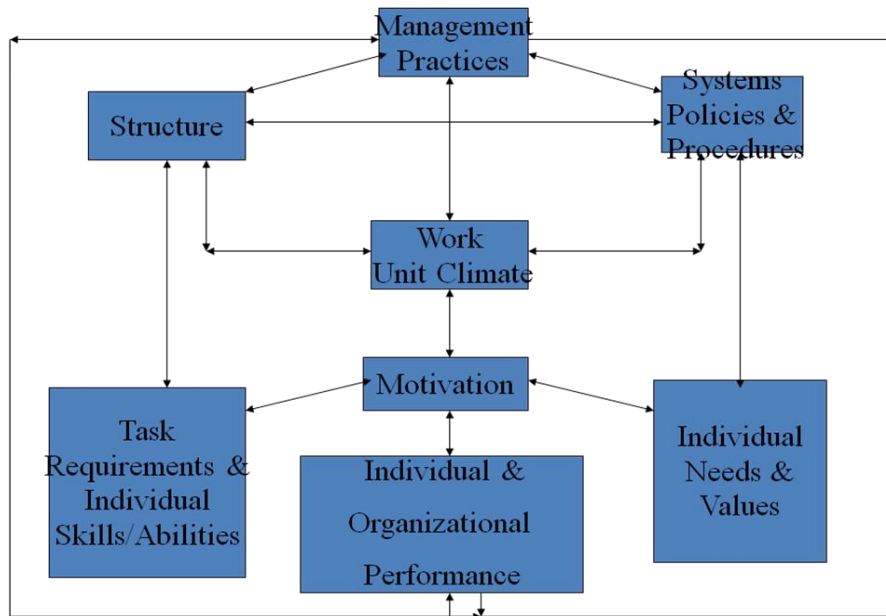 Management
Practices
Structure
Systems
Policies &
Procedures
Work
Unit Climate
Motivation
Task
Requirements &
Individual
Skills/Abilities
Individual &
Organizational
Performance
Individual
Needs &
Values